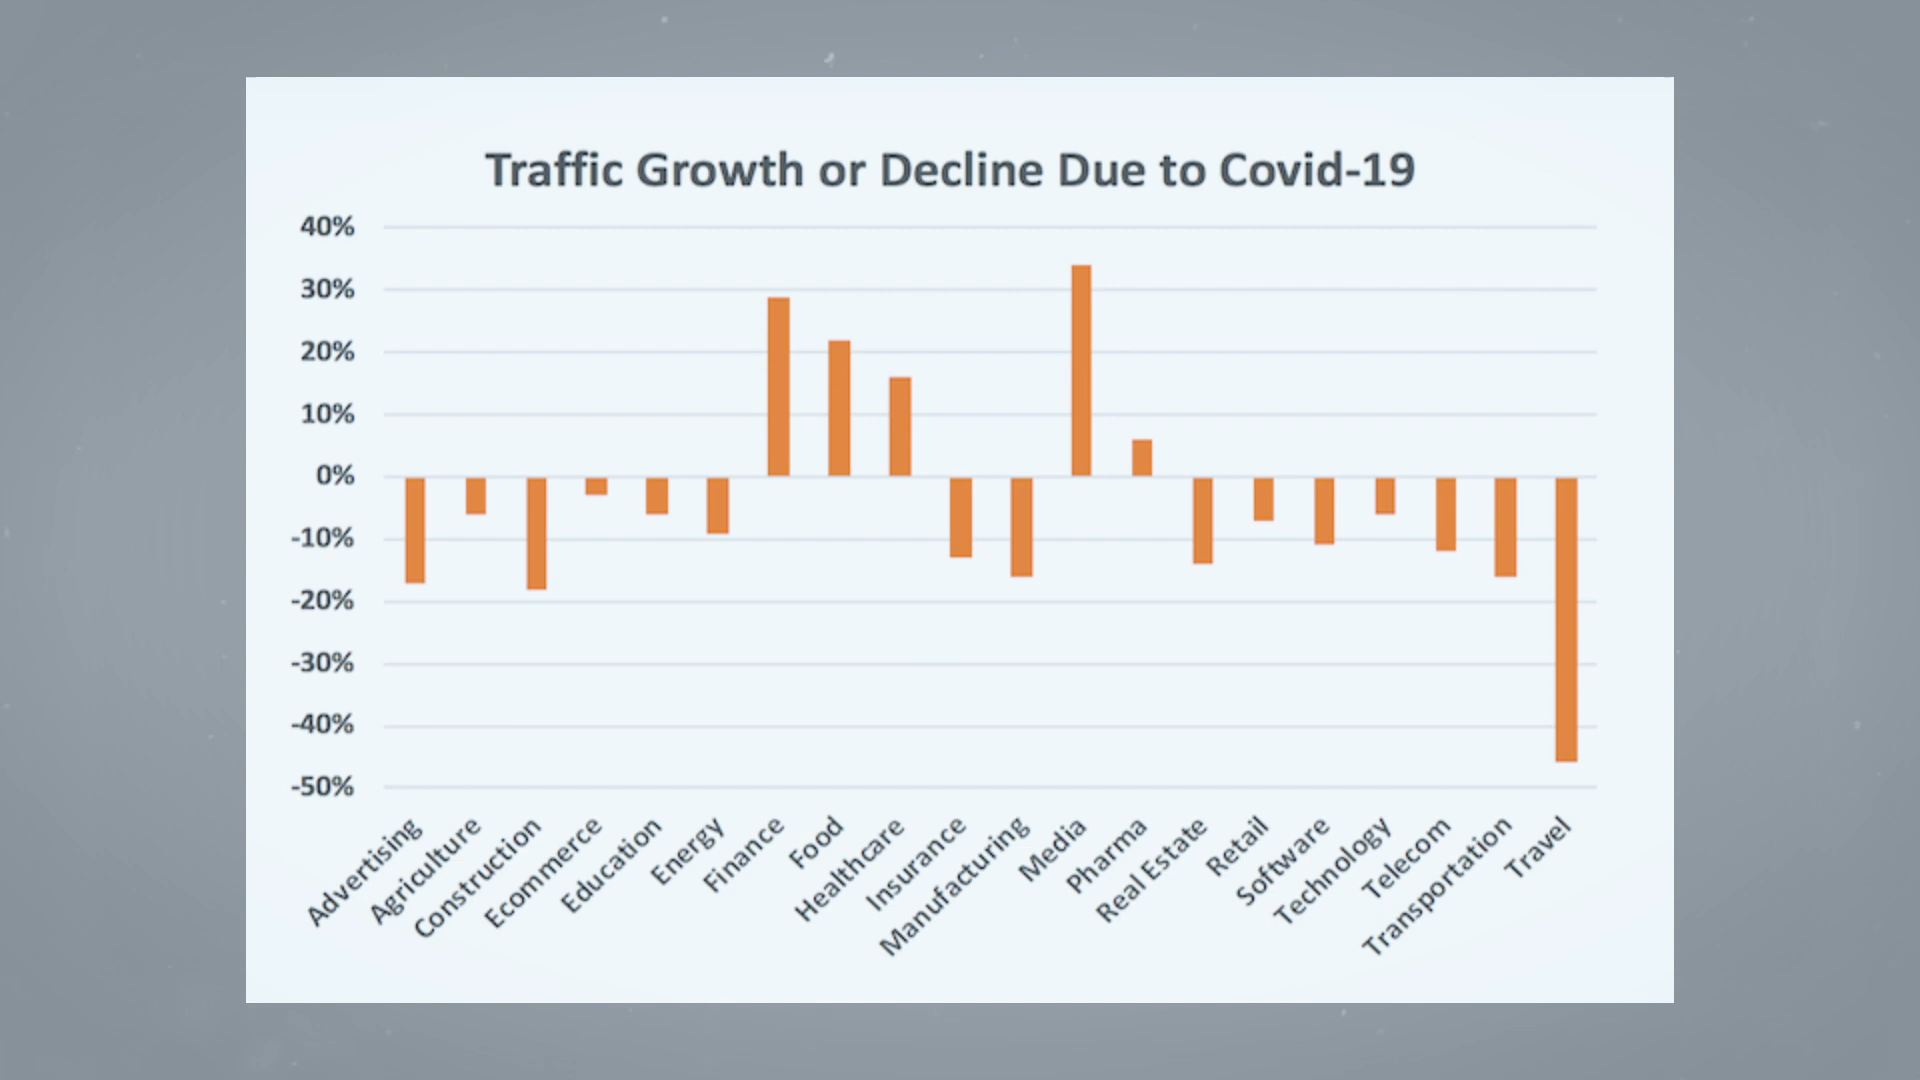 Traffic Growth or Decline Due to Covid-19
40%
30%
20%
10%
0%
-10%
-20%
-30%
-40%
-50%
Advertising
Agriculture
Construction
Ecommerce
Education
Energy
Finance
Food
Healthcare
Insurance
Manufacturing
Media
Pharma
Real Estate
Retail
Software
Technology
Telecom
Transportation
Travel